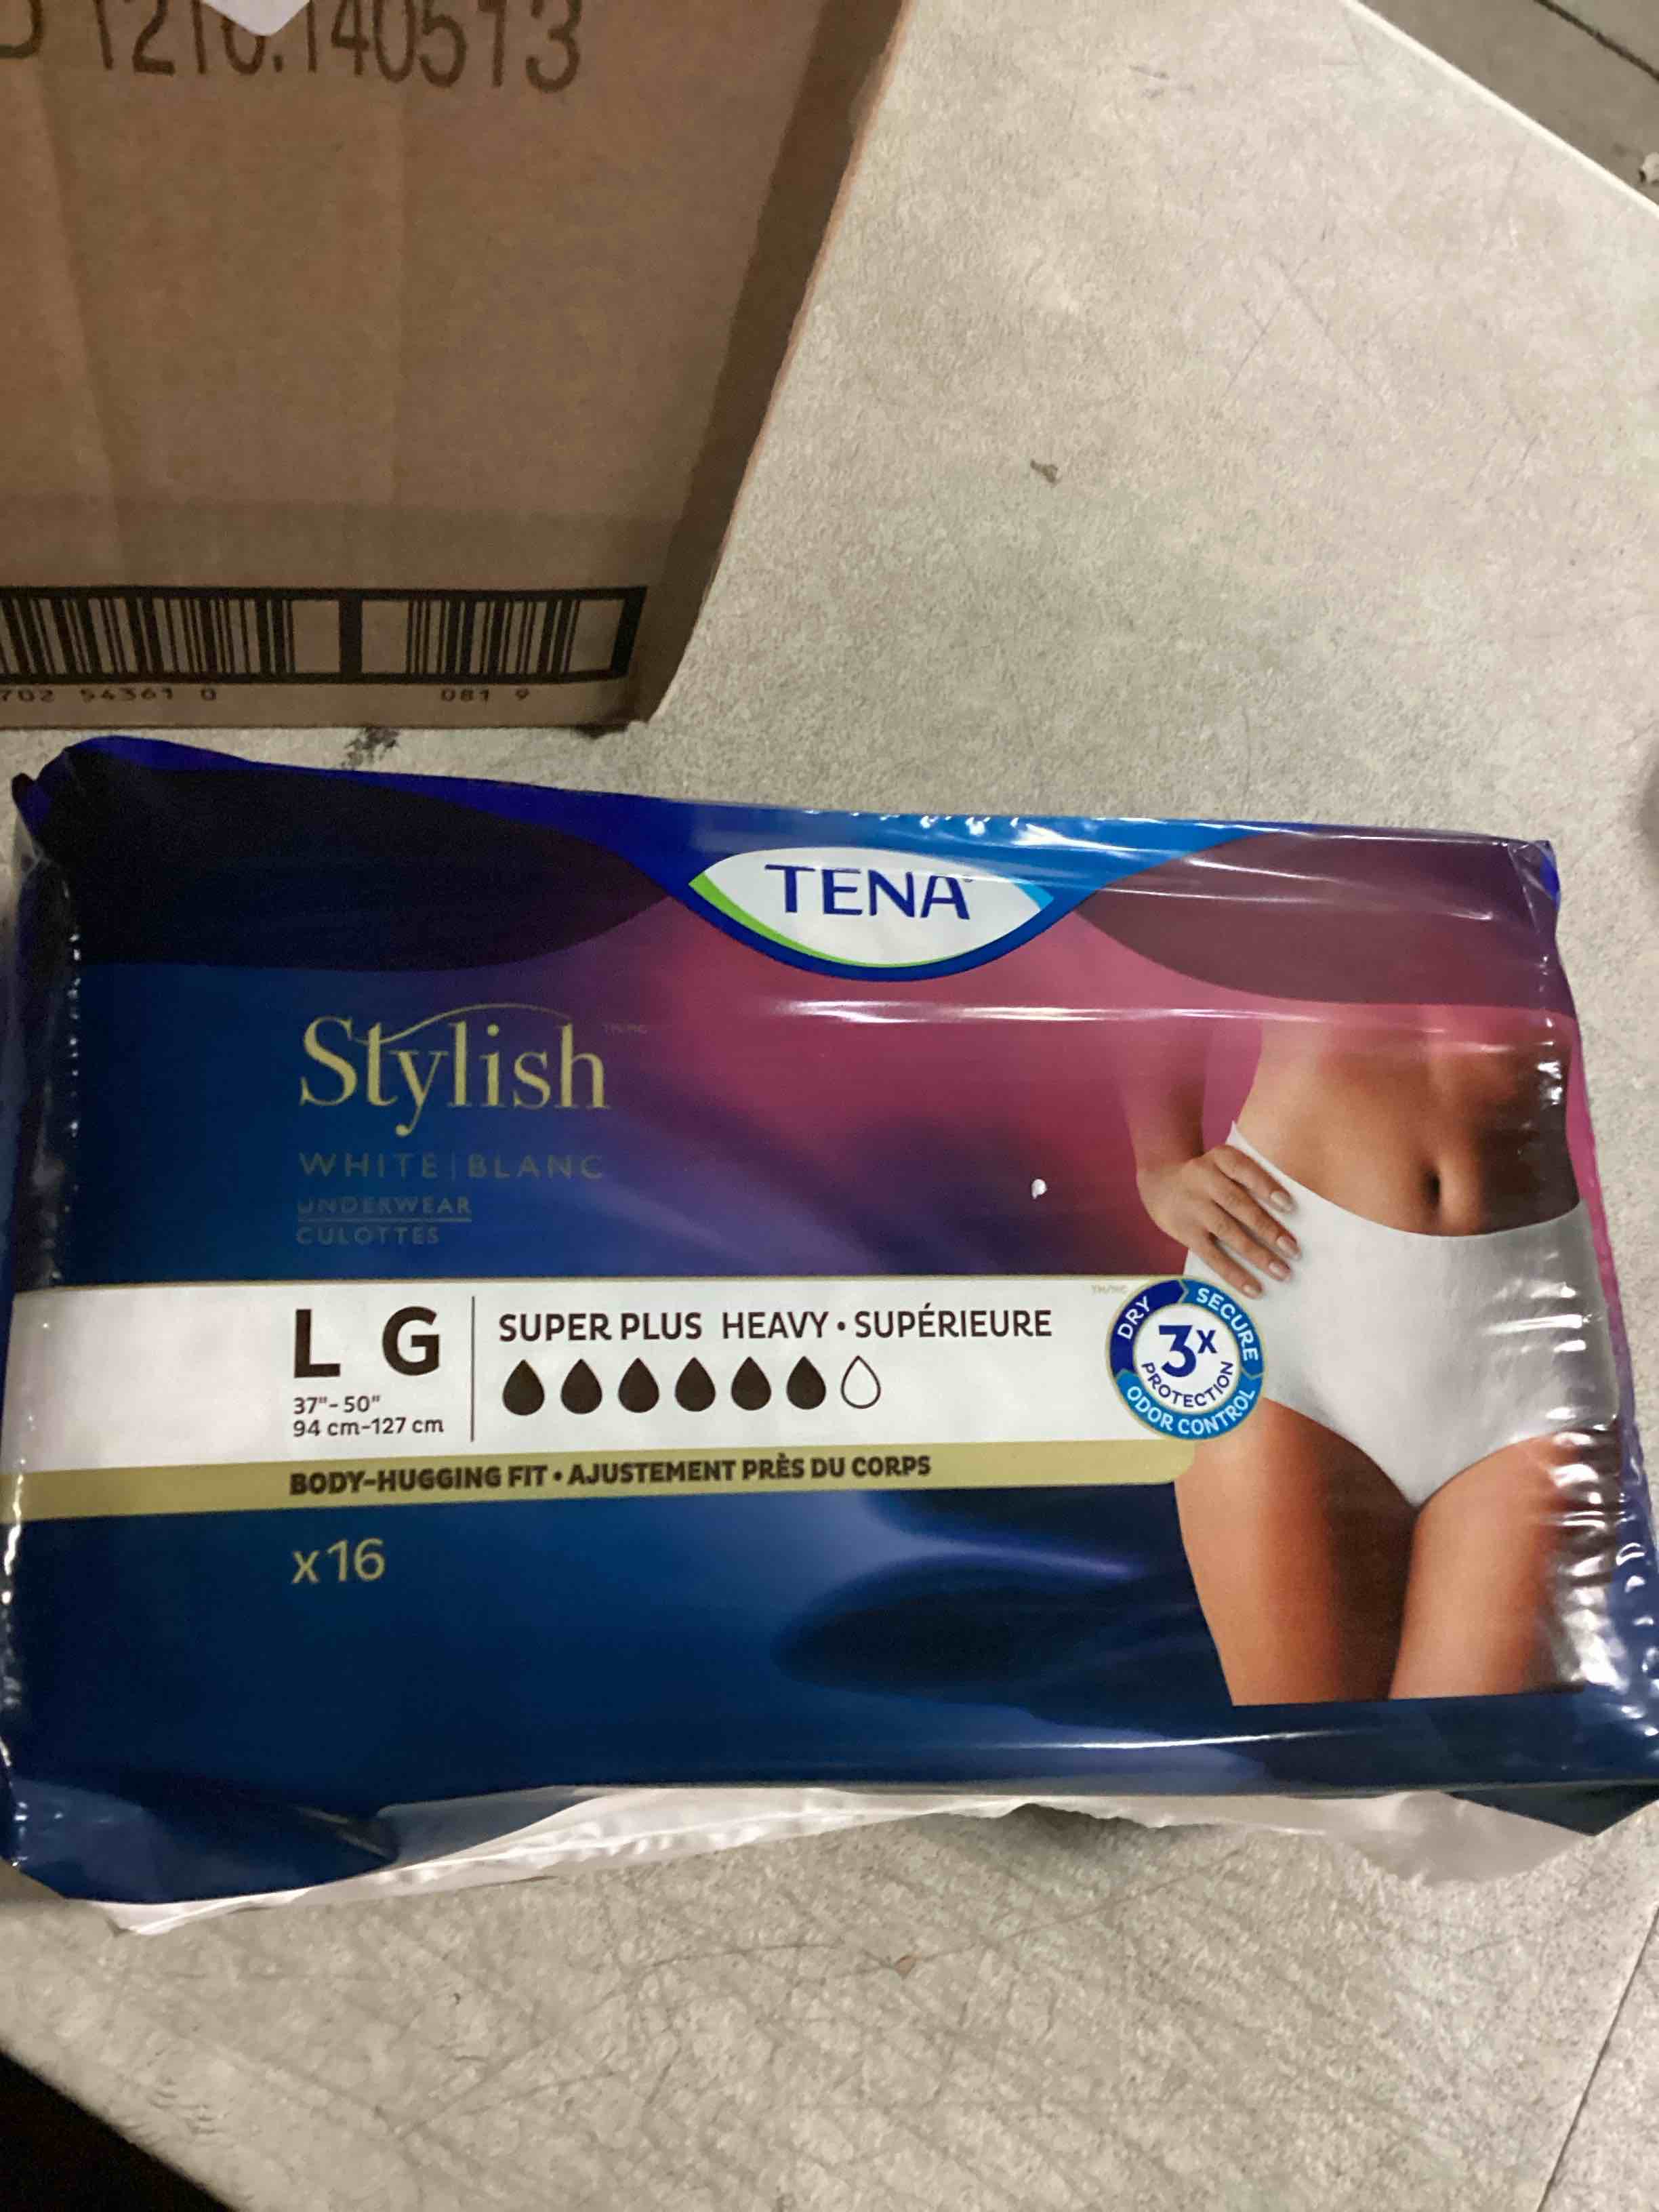 1210.140513
702 54361 0 081 9
TENA
Stylish
WHITE | BLANC
UNDERWEAR
CULOTTES
L G
37"-50"
94 cm-127 cm
SUPER PLUS HEAVY • SUPÉRIEURE
DRY SECURE
3x
PROTECTION
ODOR CONTROL
BODY-HUGGING FIT • AJUSTEMENT PRÈS DU CORPS
x16